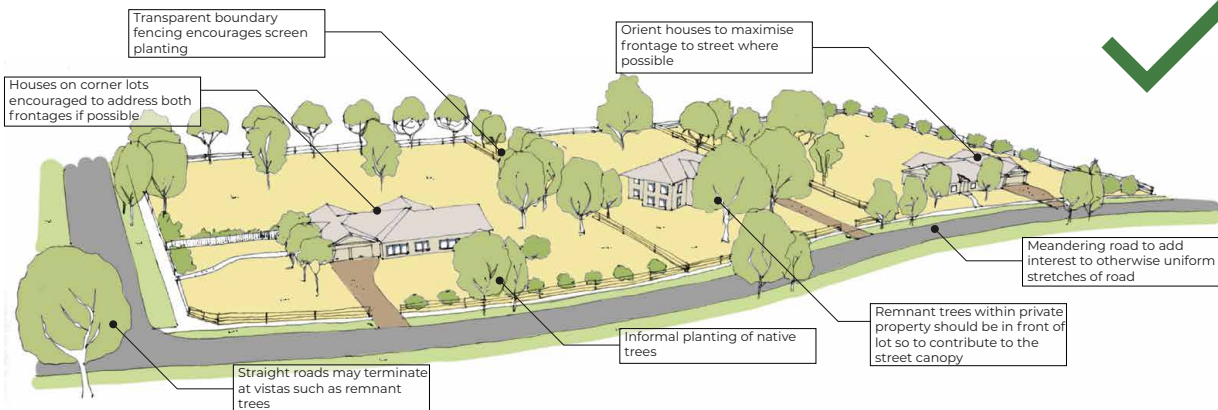 Transparent boundary
fencing encourages screen
planting
Orient houses to maximise
frontage to street where
possible
Houses on corner lots
encouraged to address both
frontages if possible
Meandering road to add
interest to otherwise uniform
stretches of road
Remnant trees within private
property should be in front of
lot so to contribute to the
street canopy
Informal planting of native
trees
Straight roads may terminate
at vistas such as remnant
trees